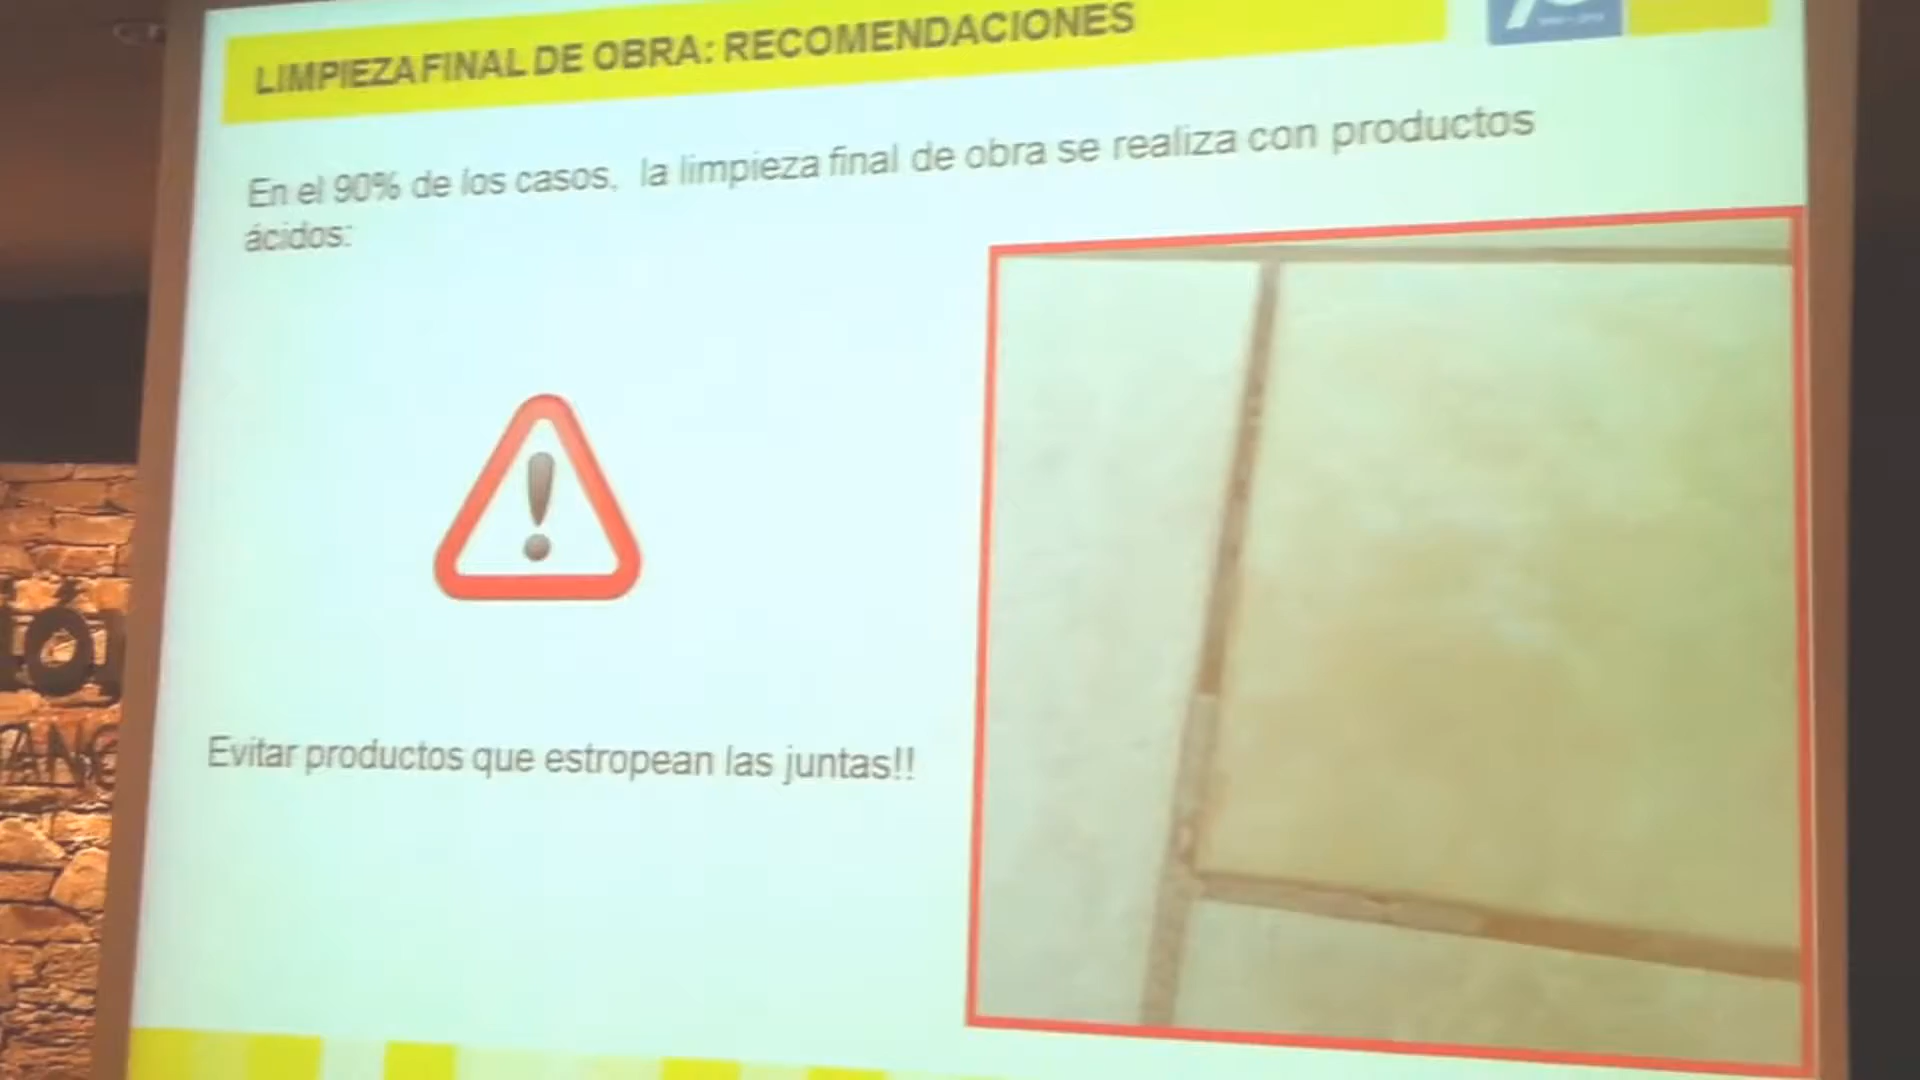 LIMPIEZA FINAL DE OBRA: RECOMENDACIONES
En el 90% de los casos, la limpieza final de obra se realiza con productos
ácidos:
Evitar productos que estropean las juntas!!